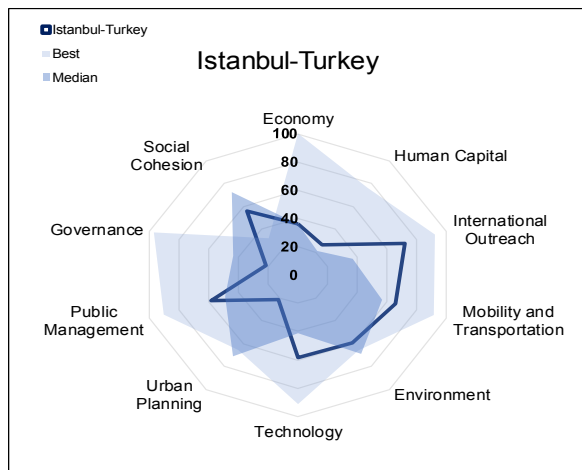 Istanbul-Turkey
Best
Median
Istanbul-Turkey
Economy
Human Capital
International
Outreach
Mobility and
Transportation
Environment
Technology
Urban
Planning
Public
Management
Governance
Social
Cohesion
100
80
60
40
20
0